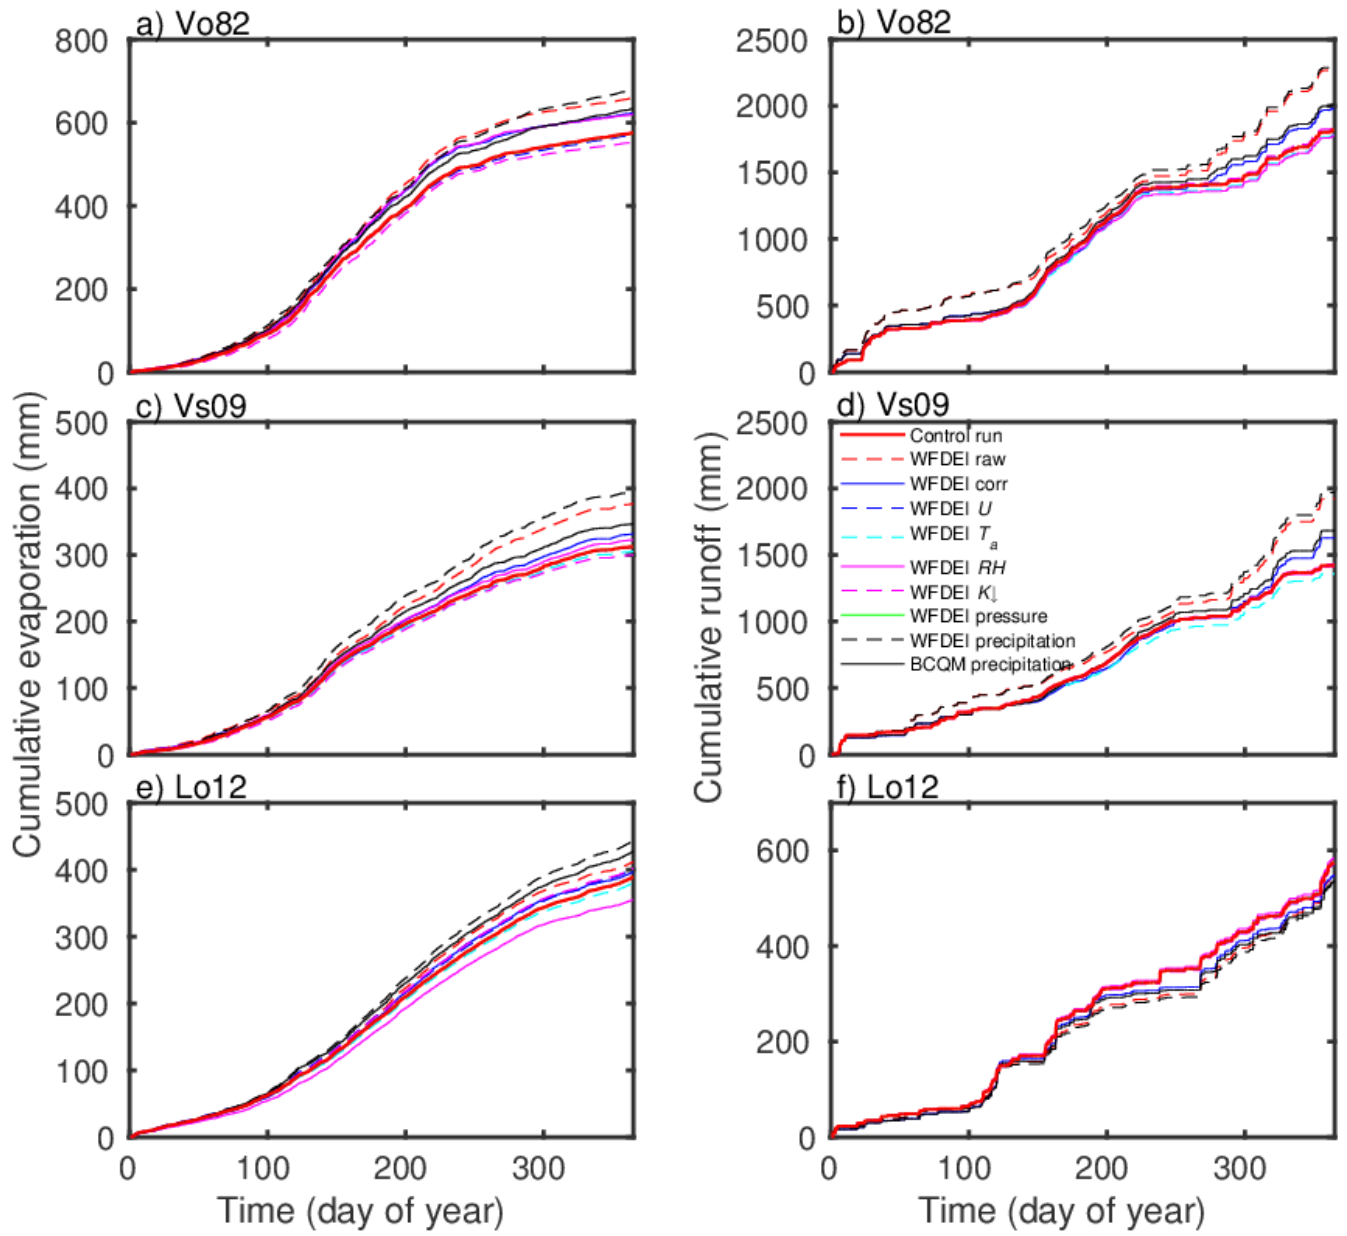 a) Vo82
800
600
400
200
0
b) Vo82
2500
2000
1500
1000
500
0
c) Vs09
500
400
300
200
100
0
d) Vs09
2500
2000
1500
1000
500
0
Control run
WFDEI raw
WFDEI corr
WFDEI U
WFDEI Ta
WFDEI RH
WFDEI K↓
WFDEI pressure
WFDEI precipitation
BCQM precipitation
e) Lo12
500
400
300
200
100
0
0 100 200 300
f) Lo12
600
400
200
0
0 100 200 300
Cumulative evaporation (mm)
Cumulative runoff (mm)
Time (day of year)
Time (day of year)